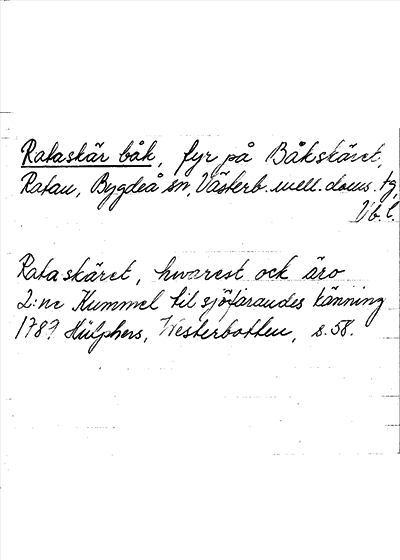 Rataskär båk, fyr på Båkskäret,
Ratan, Bygdeå sn, Västerb. mell. doms. tg,
Vb. l.
Rataskäret, hwarest ock äro
2:ne Kummel til sjöfarandes känning
1789 Hülphers, Westerbotten, s. 58.